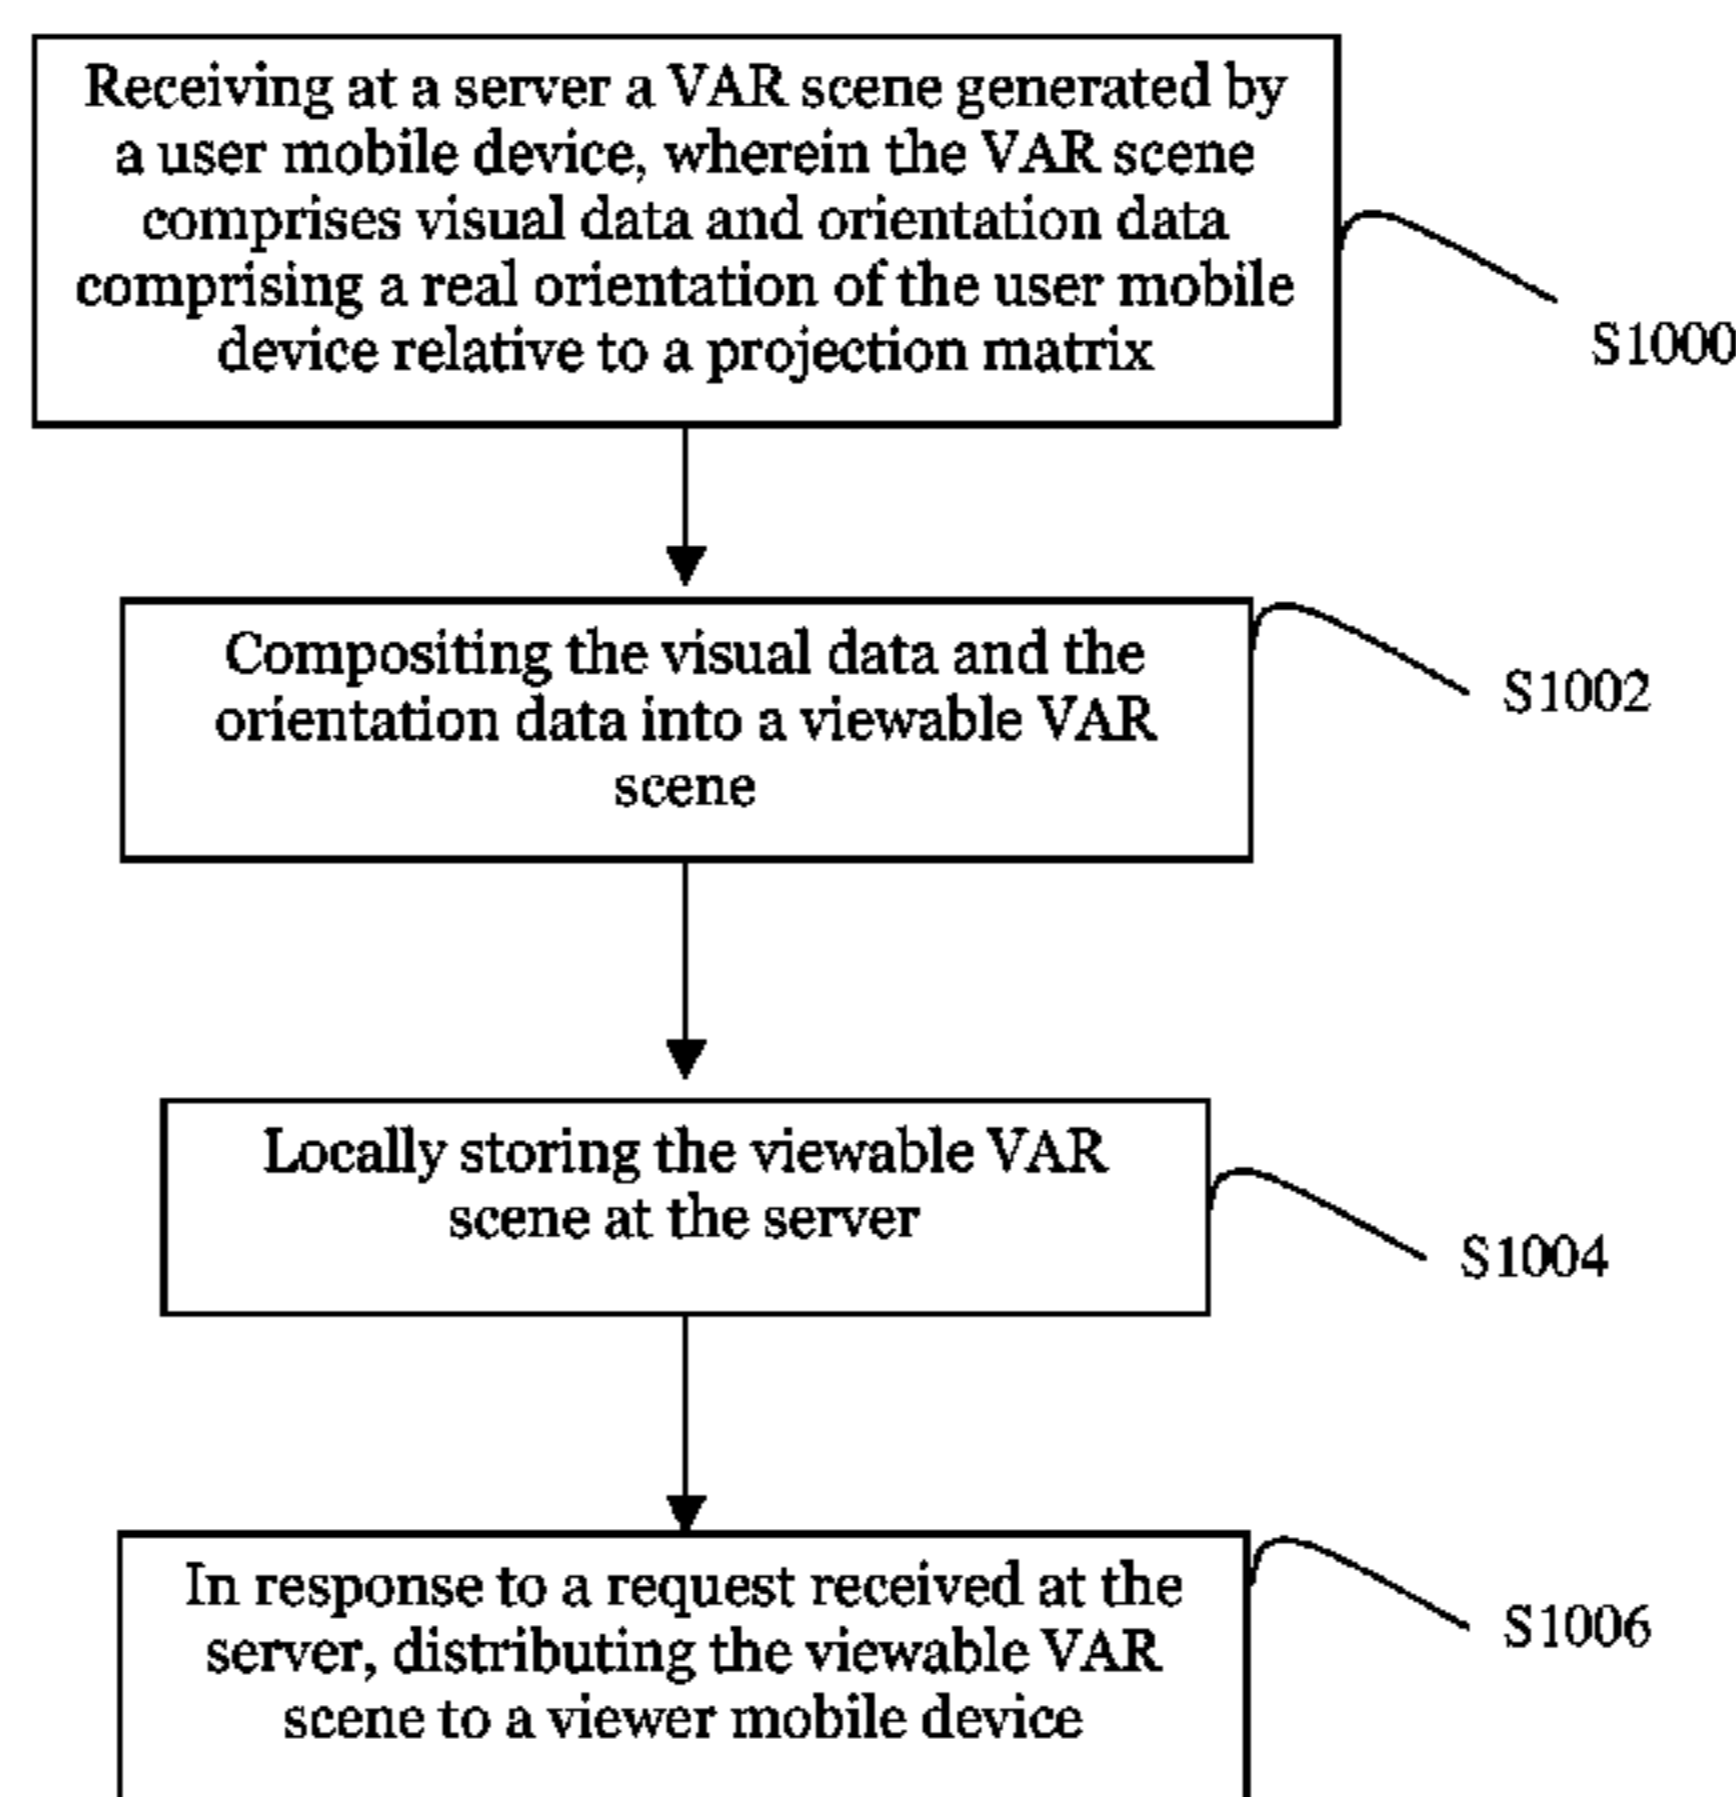 Receiving at a server a VAR scene generated by
a user mobile device, wherein the VAR scene
comprises visual data and orientation data
comprising a real orientation of the user mobile
device relative to a projection matrix
S1000
Compositing the visual data and the
orientation data into a viewable VAR
scene
S1002
Locally storing the viewable VAR
scene at the server
S1004
In response to a request received at the
server, distributing the viewable VAR
scene to a viewer mobile device
S1006